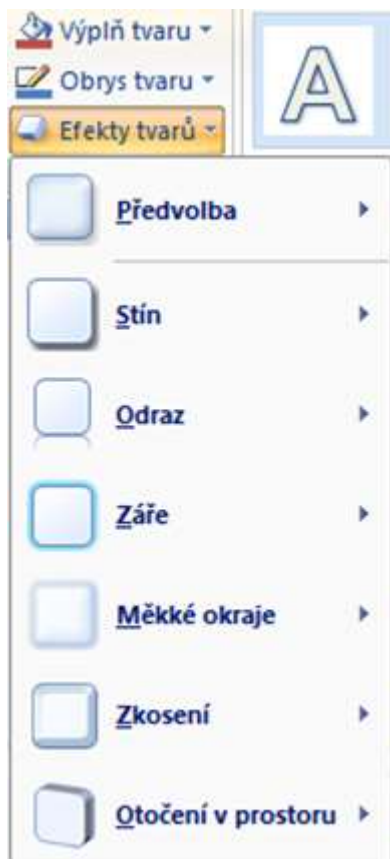 Výplň tvaru
Obrys tvaru
Efekty tvarů
A
Předvolba
Stín
Odraz
Záře
Měkké okraje
Zkosení
Otočení v prostoru